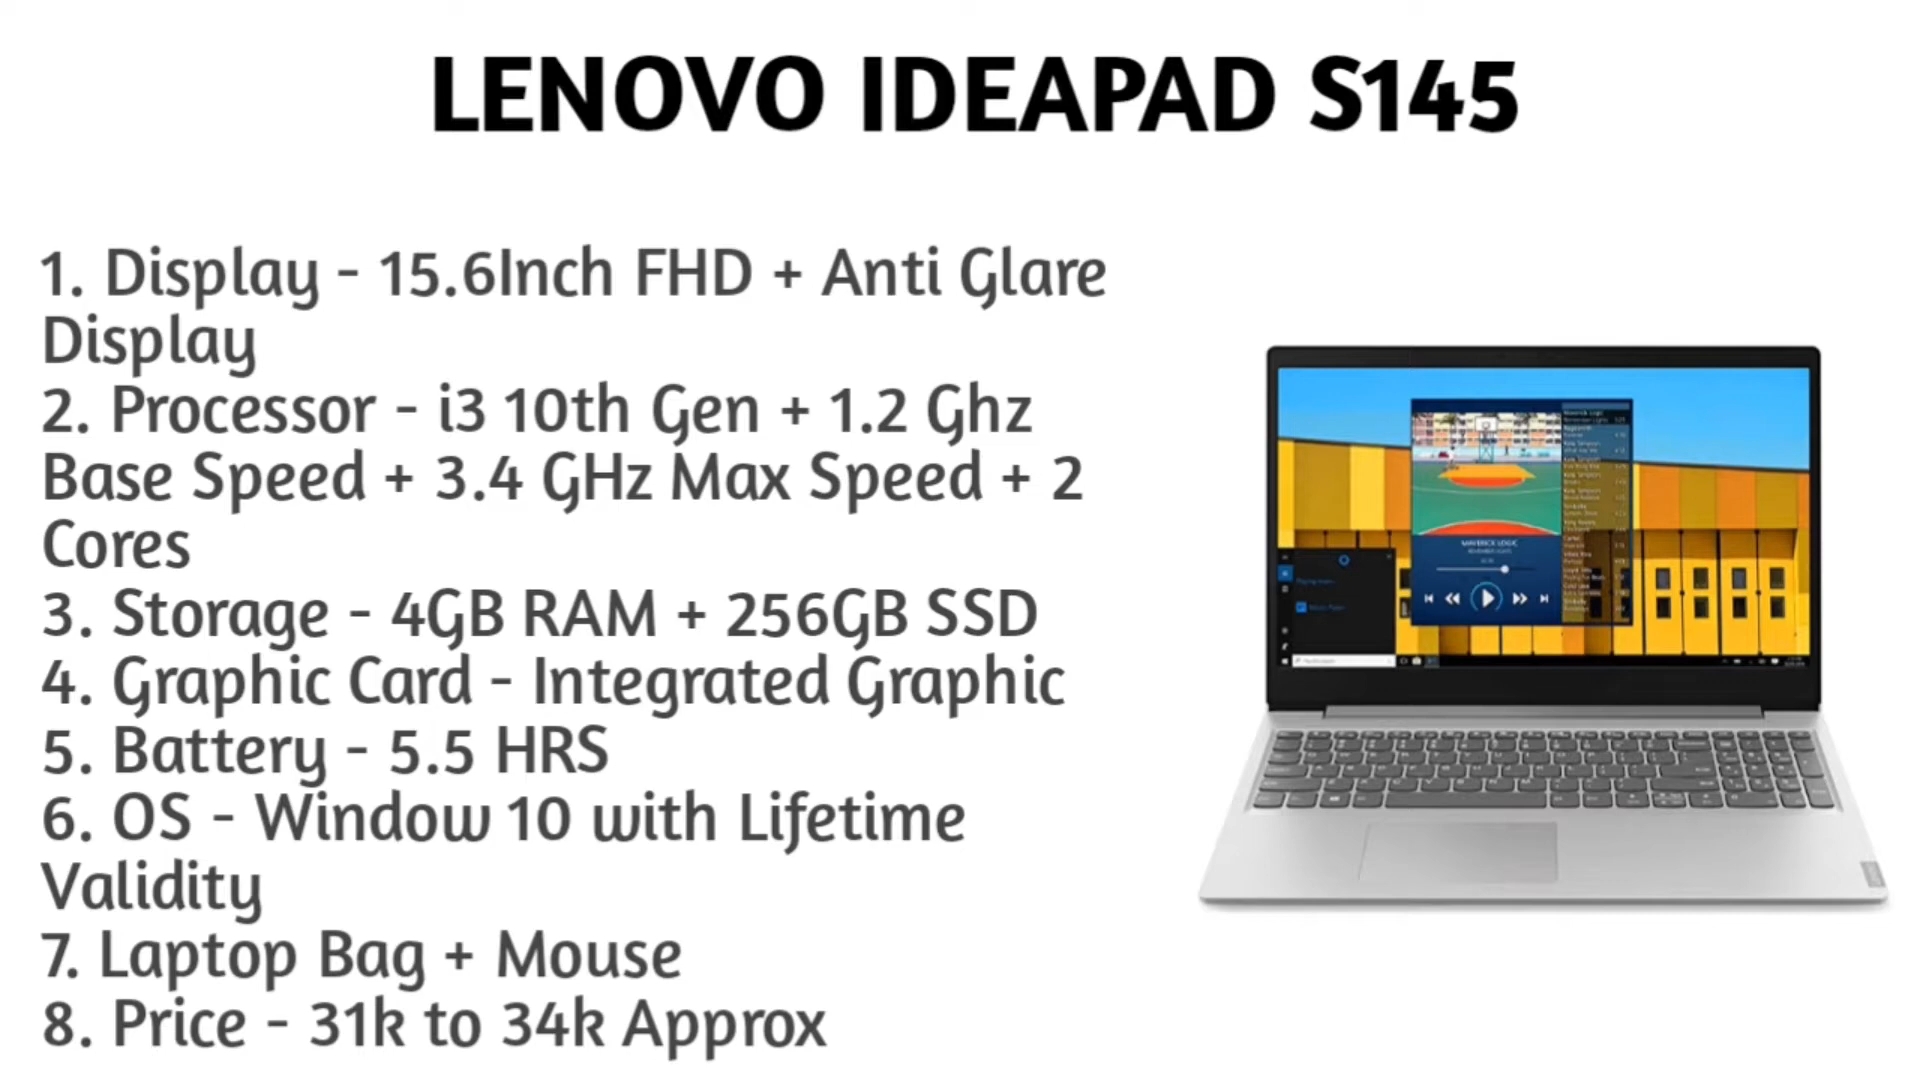 LENOVO IDEAPAD S145
1. Display - 15.6Inch FHD + Anti Glare
Display
2. Processor - i3 10th Gen + 1.2 Ghz
Base Speed + 3.4 GHz Max Speed + 2
Cores
3. Storage - 4GB RAM + 256GB SSD
4. Graphic Card - Integrated Graphic
5. Battery - 5.5 HRS
6. OS - Window 10 with Lifetime
Validity
7. Laptop Bag + Mouse
8. Price - 31k to 34k Approx
MAVERICK LOGIC